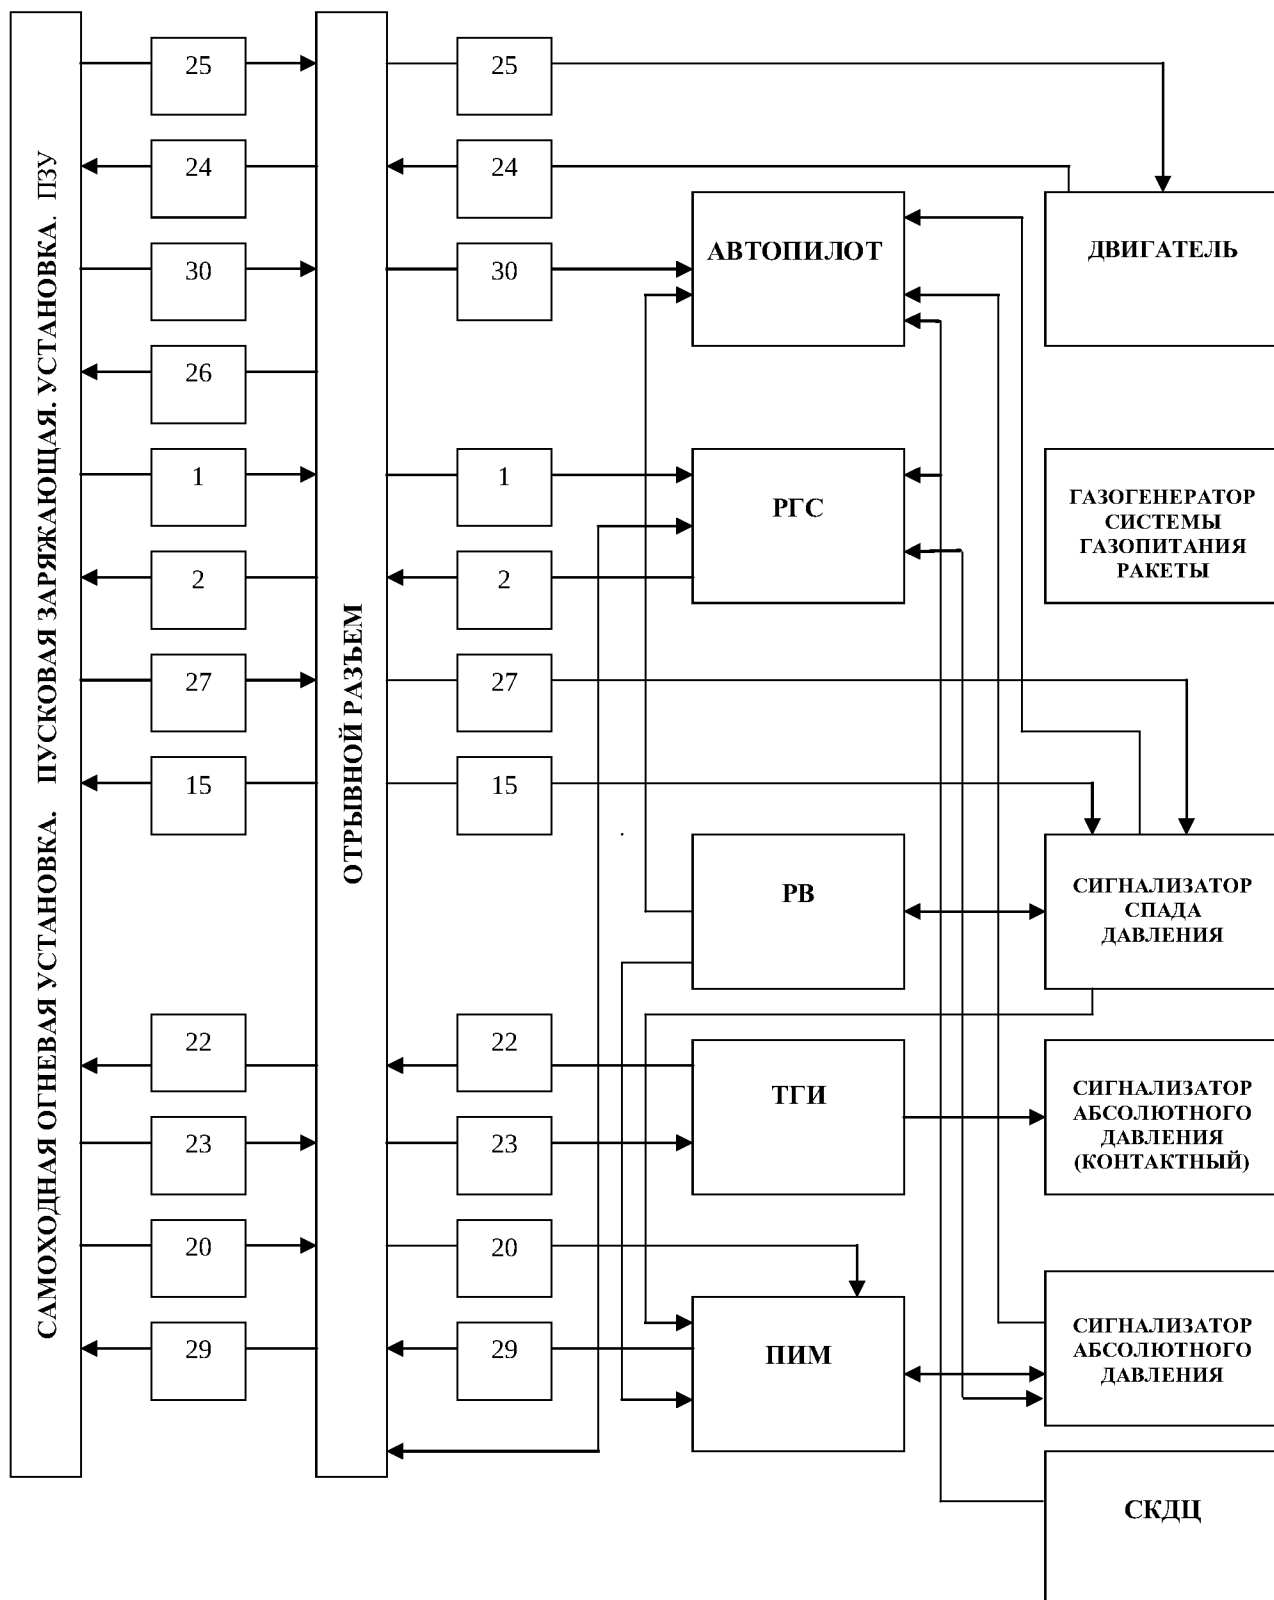 САМОХОДНАЯ ОГНЕВАЯ УСТАНОВКА. ПУСКОВАЯ ЗАРЯЖАЮЩАЯ. УСТАНОВКА. ПЗУ
ОТРЫВНОЙ РАЗЪЕМ
25
25
24
24
30
30
26
1
1
2
2
27
27
15
15
22
22
23
23
20
20
29
29
АВТОПИЛОТ
РГС
РВ
ТГИ
ПИМ
ДВИГАТЕЛЬ
ГАЗОГЕНЕРАТОР
СИСТЕМЫ
ГАЗОПИТАНИЯ
РАКЕТЫ
СИГНАЛИЗАТОР
СПАДА
ДАВЛЕНИЯ
СИГНАЛИЗАТОР
АБСОЛЮТНОГО
ДАВЛЕНИЯ
(КОНТАКТНЫЙ)
СИГНАЛИЗАТОР
АБСОЛЮТНОГО
ДАВЛЕНИЯ
СКДЦ